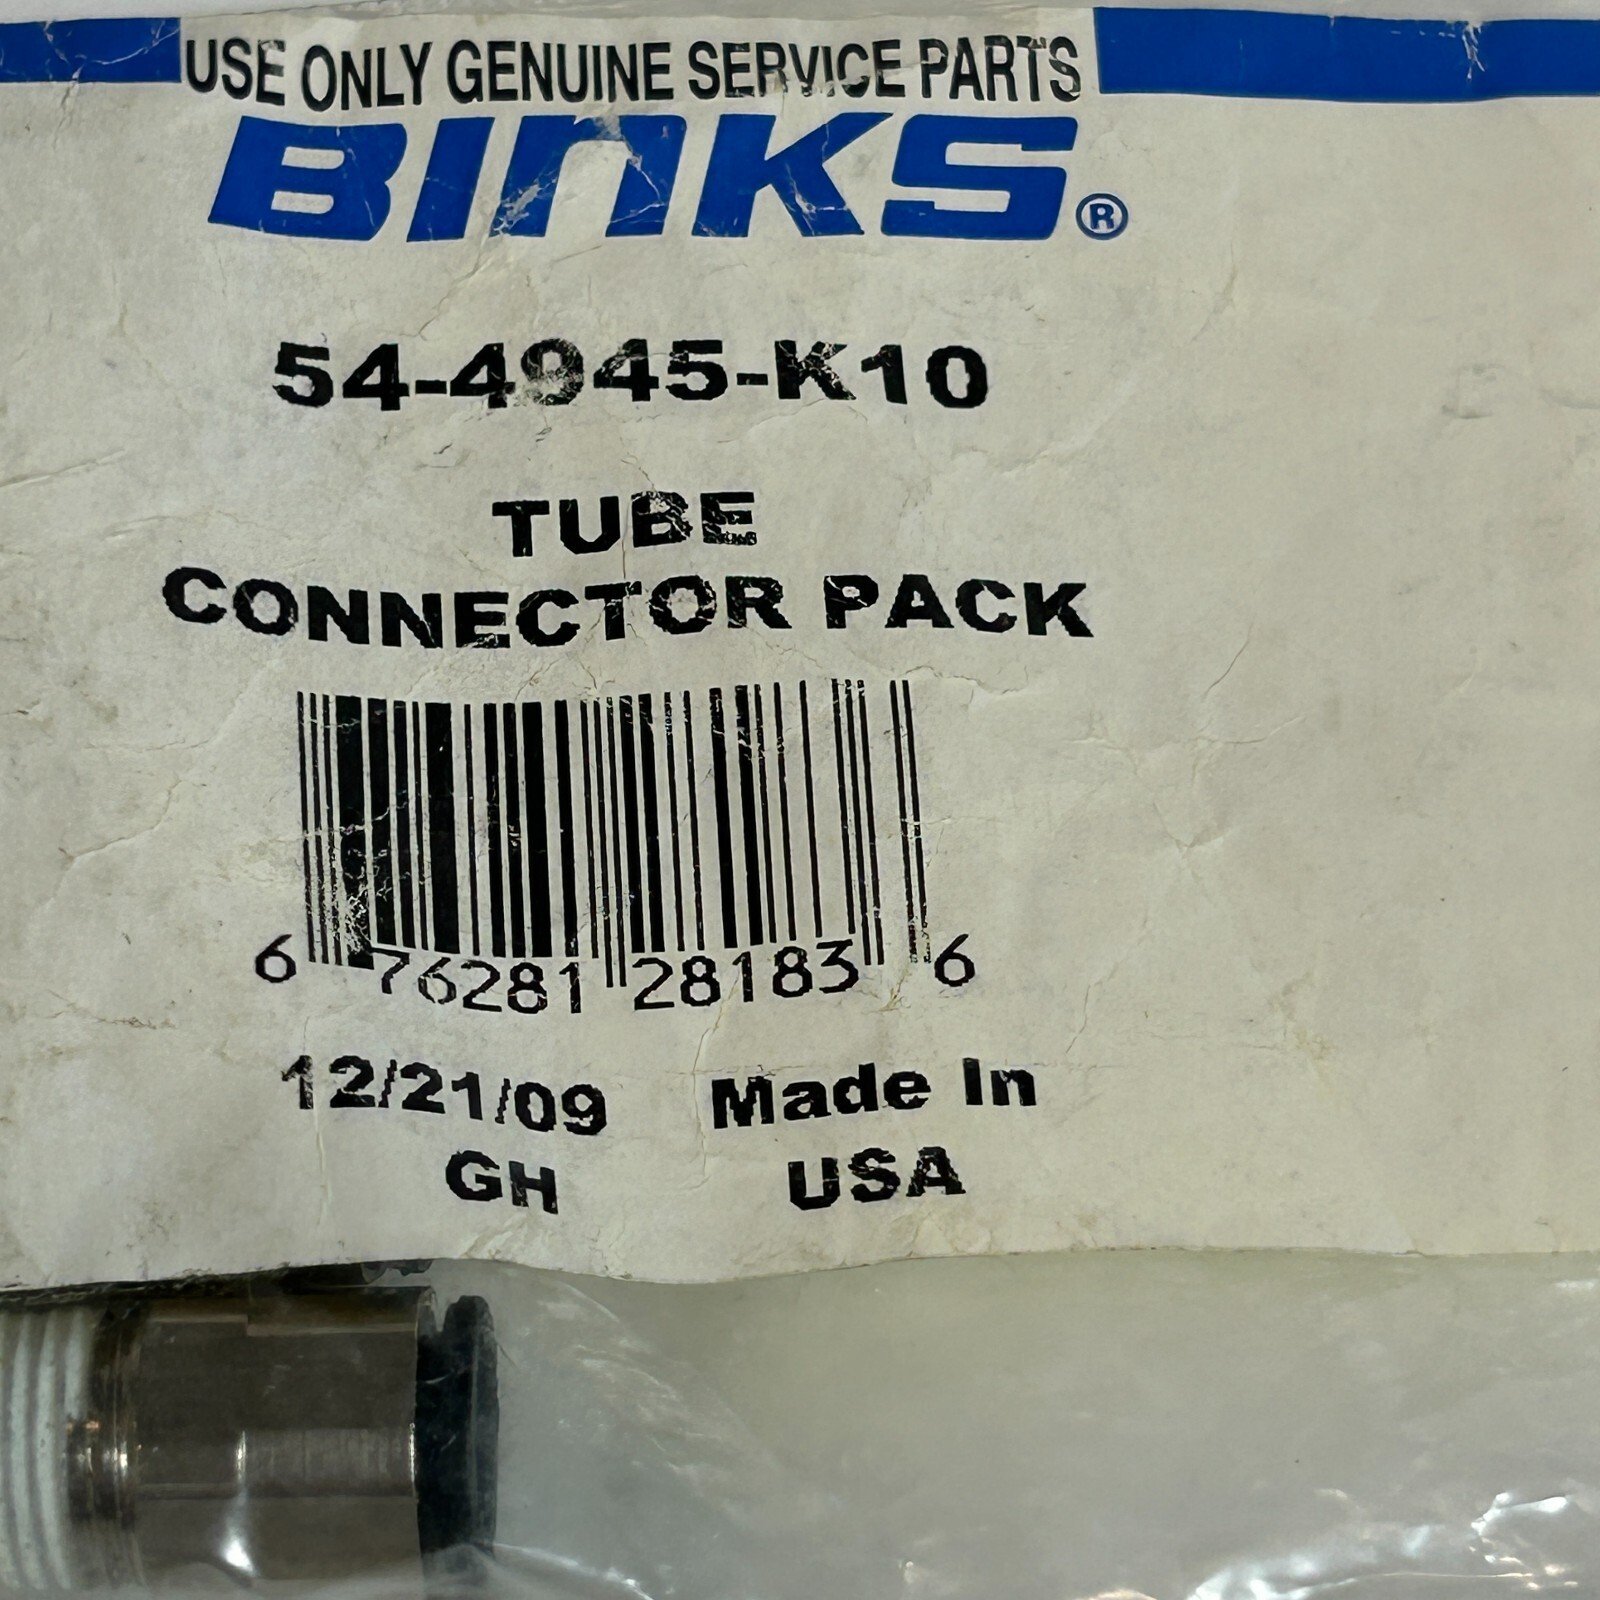 USE ONLY GENUINE SERVICE PARTS
BINKS®
54-4945-K10
TUBE
CONNECTOR PACK
6 76281 28183 6
12/21/09 Made In
GH USA